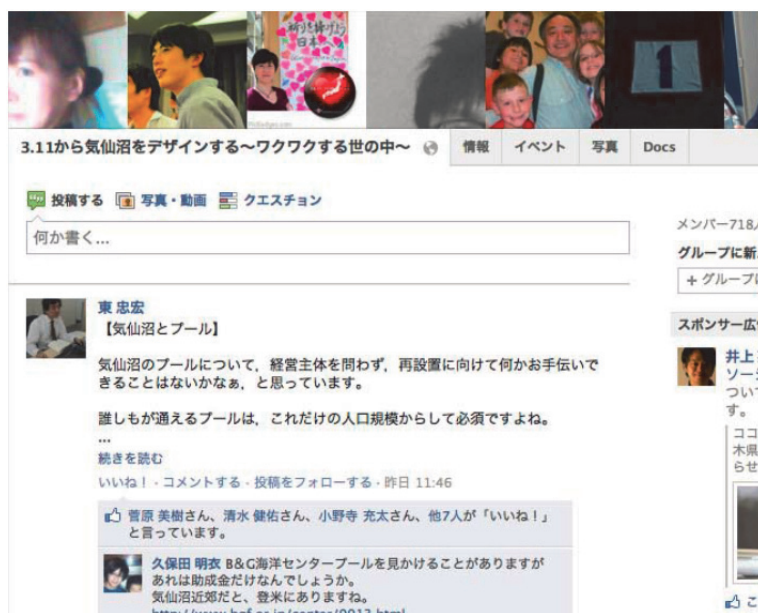 祈りを捧げよう
日本
1
3.11から気仙沼をデザインする〜ワクワクする世の中〜
情報 イベント 写真 Docs
投稿する 写真・動画 クエスチョン
何か書く...
メンバー718人
グループに新
+ グループに
スポンサー広
東 忠宏
【気仙沼とプール】
気仙沼のプールについて，経営主体を問わず，再設置に向けて何かお手伝いで
きることはないかなぁ，と思っています。
誰しもが通えるプールは，これだけの人口規模からして必須ですよね。
...
続きを読む
いいね！・コメントする・投稿をフォローする・昨日 11:46
菅原 美樹さん、清水 健佑さん、小野寺 充太さん、他7人が「いいね！」
と言っています。
久保田 明衣 B&G海洋センタープールを見かけることがありますが
あれは助成金だけなんでしょうか。
気仙沼近郊だと、登米にありますね。
井上
ソー
つい
す。
ココ
木県
らせ
こ